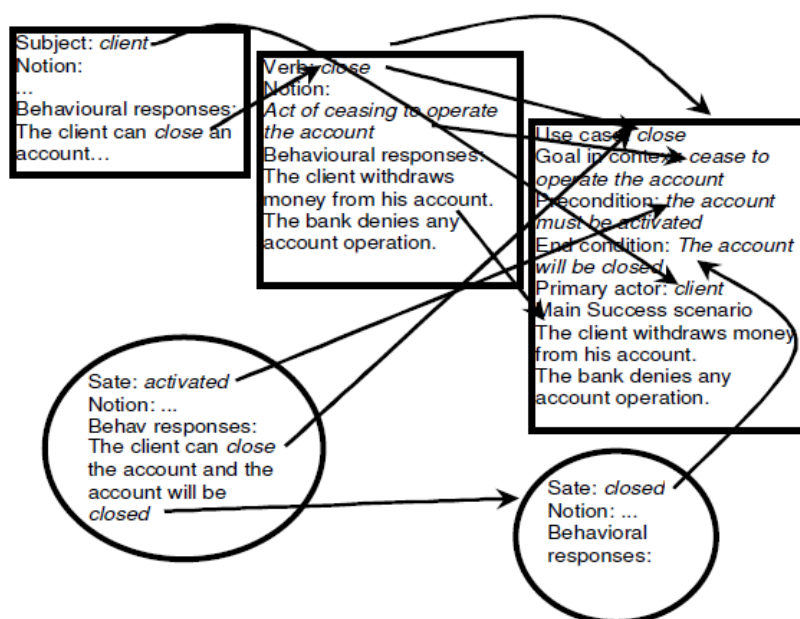 Subject: client
Notion:
...
Behavioural responses:
The client can close an
account...
Verb: close
Notion:
Act of ceasing to operate
the account
Behavioural responses:
The client withdraws
money from his account.
The bank denies any
account operation.
Use case: close
Goal in context: cease to
operate the account
Precondition: the account
must be activated
End condition: The account
will be closed
Primary actor: client
Main Success scenario
The client withdraws money
from his account.
The bank denies any
account operation.
Sate: activated
Notion: ...
Behav responses:
The client can close
the account and the
account will be
closed
Sate: closed
Notion: ...
Behavioral
responses: